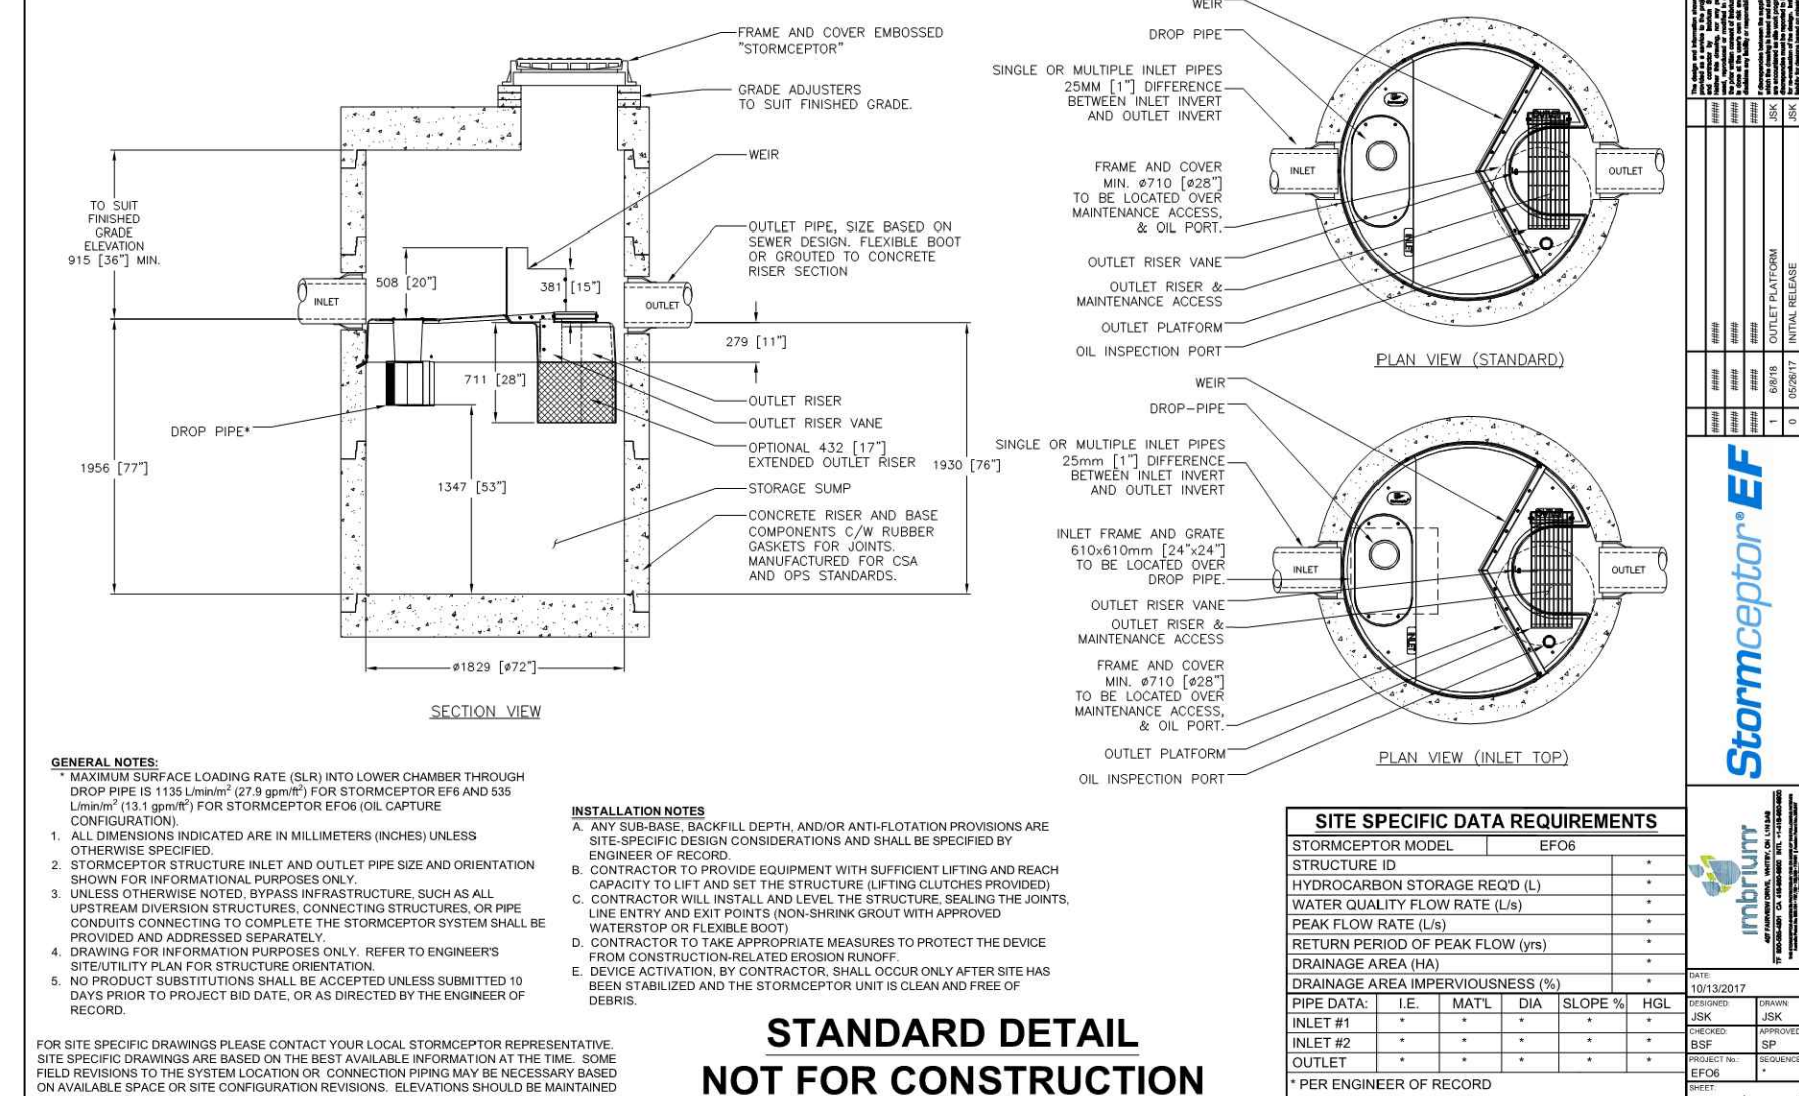 FRAME AND COVER EMBOSSED
"STORMCEPTOR"
GRADE ADJUSTERS
TO SUIT FINISHED GRADE.
WEIR
TO SUIT
FINISHED
GRADE
ELEVATION
915 [36"] MIN.
OUTLET PIPE, SIZE BASED ON
SEWER DESIGN. FLEXIBLE BOOT
OR GROUTED TO CONCRETE
RISER SECTION
508 [20"]
381 [15"]
INLET
OUTLET
279 [11"]
711 [28"]
OUTLET RISER
OUTLET RISER VANE
DROP PIPE*
OPTIONAL 432 [17"]
EXTENDED OUTLET RISER
1956 [77"]
1930 [76"]
1347 [53"]
STORAGE SUMP
CONCRETE RISER AND BASE
COMPONENTS C/W RUBBER
GASKETS FOR JOINTS.
MANUFACTURED FOR CSA
AND OPS STANDARDS.
ø1829 [ø72"]
SECTION VIEW
WEIR
DROP PIPE
SINGLE OR MULTIPLE INLET PIPES
25MM [1"] DIFFERENCE
BETWEEN INLET INVERT
AND OUTLET INVERT
FRAME AND COVER
MIN. ø710 [ø28"]
TO BE LOCATED OVER
MAINTENANCE ACCESS,
& OIL PORT.
OUTLET RISER VANE
OUTLET RISER &
MAINTENANCE ACCESS
OUTLET PLATFORM
OIL INSPECTION PORT
INLET
OUTLET
INLET
PLAN VIEW (STANDARD)
WEIR
DROP-PIPE
SINGLE OR MULTIPLE INLET PIPES
25mm [1"] DIFFERENCE
BETWEEN INLET INVERT
AND OUTLET INVERT
INLET FRAME AND GRATE
610x610mm [24"x24"]
TO BE LOCATED OVER
DROP PIPE.
OUTLET RISER VANE
OUTLET RISER &
MAINTENANCE ACCESS
FRAME AND COVER
MIN. ø710 [ø28"]
TO BE LOCATED OVER
MAINTENANCE ACCESS,
& OIL PORT.
OUTLET PLATFORM
OIL INSPECTION PORT
INLET
OUTLET
INLET
PLAN VIEW (INLET TOP)
GENERAL NOTES:
* MAXIMUM SURFACE LOADING RATE (SLR) INTO LOWER CHAMBER THROUGH
DROP PIPE IS 1135 L/min/m² (27.9 gpm/ft²) FOR STORMCEPTOR EF6 AND 535
L/min/m² (13.1 gpm/ft²) FOR STORMCEPTOR EFO6 (OIL CAPTURE
CONFIGURATION).
1. ALL DIMENSIONS INDICATED ARE IN MILLIMETERS (INCHES) UNLESS
OTHERWISE SPECIFIED.
2. STORMCEPTOR STRUCTURE INLET AND OUTLET PIPE SIZE AND ORIENTATION
SHOWN FOR INFORMATIONAL PURPOSES ONLY.
3. UNLESS OTHERWISE NOTED, BYPASS INFRASTRUCTURE, SUCH AS ALL
UPSTREAM DIVERSION STRUCTURES, CONNECTING STRUCTURES, OR PIPE
CONDUITS CONNECTING TO COMPLETE THE STORMCEPTOR SYSTEM SHALL BE
PROVIDED AND ADDRESSED SEPARATELY.
4. DRAWING FOR INFORMATION PURPOSES ONLY. REFER TO ENGINEER'S
SITE/UTILITY PLAN FOR STRUCTURE ORIENTATION.
5. NO PRODUCT SUBSTITUTIONS SHALL BE ACCEPTED UNLESS SUBMITTED 10
DAYS PRIOR TO PROJECT BID DATE, OR AS DIRECTED BY THE ENGINEER OF
RECORD.
INSTALLATION NOTES
A. ANY SUB-BASE, BACKFILL DEPTH, AND/OR ANTI-FLOTATION PROVISIONS ARE
SITE-SPECIFIC DESIGN CONSIDERATIONS AND SHALL BE SPECIFIED BY
ENGINEER OF RECORD.
B. CONTRACTOR TO PROVIDE EQUIPMENT WITH SUFFICIENT LIFTING AND REACH
CAPACITY TO LIFT AND SET THE STRUCTURE (LIFTING CLUTCHES PROVIDED)
C. CONTRACTOR WILL INSTALL AND LEVEL THE STRUCTURE, SEALING THE JOINTS,
LINE ENTRY AND EXIT POINTS (NON-SHRINK GROUT WITH APPROVED
WATERSTOP OR FLEXIBLE BOOT)
D. CONTRACTOR TO TAKE APPROPRIATE MEASURES TO PROTECT THE DEVICE
FROM CONSTRUCTION-RELATED EROSION RUNOFF.
E. DEVICE ACTIVATION, BY CONTRACTOR, SHALL OCCUR ONLY AFTER SITE HAS
BEEN STABILIZED AND THE STORMCEPTOR UNIT IS CLEAN AND FREE OF
DEBRIS.
FOR SITE SPECIFIC DRAWINGS PLEASE CONTACT YOUR LOCAL STORMCEPTOR REPRESENTATIVE.
SITE SPECIFIC DRAWINGS ARE BASED ON THE BEST AVAILABLE INFORMATION AT THE TIME. SOME
FIELD REVISIONS TO THE SYSTEM LOCATION OR CONNECTION PIPING MAY BE NECESSARY BASED
ON AVAILABLE SPACE OR SITE CONFIGURATION REVISIONS. ELEVATIONS SHOULD BE MAINTAINED
STANDARD DETAIL
NOT FOR CONSTRUCTION
SITE SPECIFIC DATA REQUIREMENTS
STORMCEPTOR MODEL EFO6
STRUCTURE ID *
HYDROCARBON STORAGE REQ'D (L) *
WATER QUALITY FLOW RATE (L/s) *
PEAK FLOW RATE (L/s) *
RETURN PERIOD OF PEAK FLOW (yrs) *
DRAINAGE AREA (HA) *
DRAINAGE AREA IMPERVIOUSNESS (%) *
PIPE DATA: I.E. MAT'L DIA SLOPE % HGL
INLET #1 * * * * *
INLET #2 * * * * *
OUTLET * * * * *
* PER ENGINEER OF RECORD
#### #### ####
#### #### ####
#### #### ####
1 6/8/18 OUTLET PLATFORM JSK
0 05/26/17 INITIAL RELEASE JSK
Stormceptor® EF
imbrium
DATE:
10/13/2017
DESIGNED: DRAWN:
JSK JSK
CHECKED: APPROVED
BSF SP
PROJECT No.: SEQUENCE
EFO6 *
SHEET: